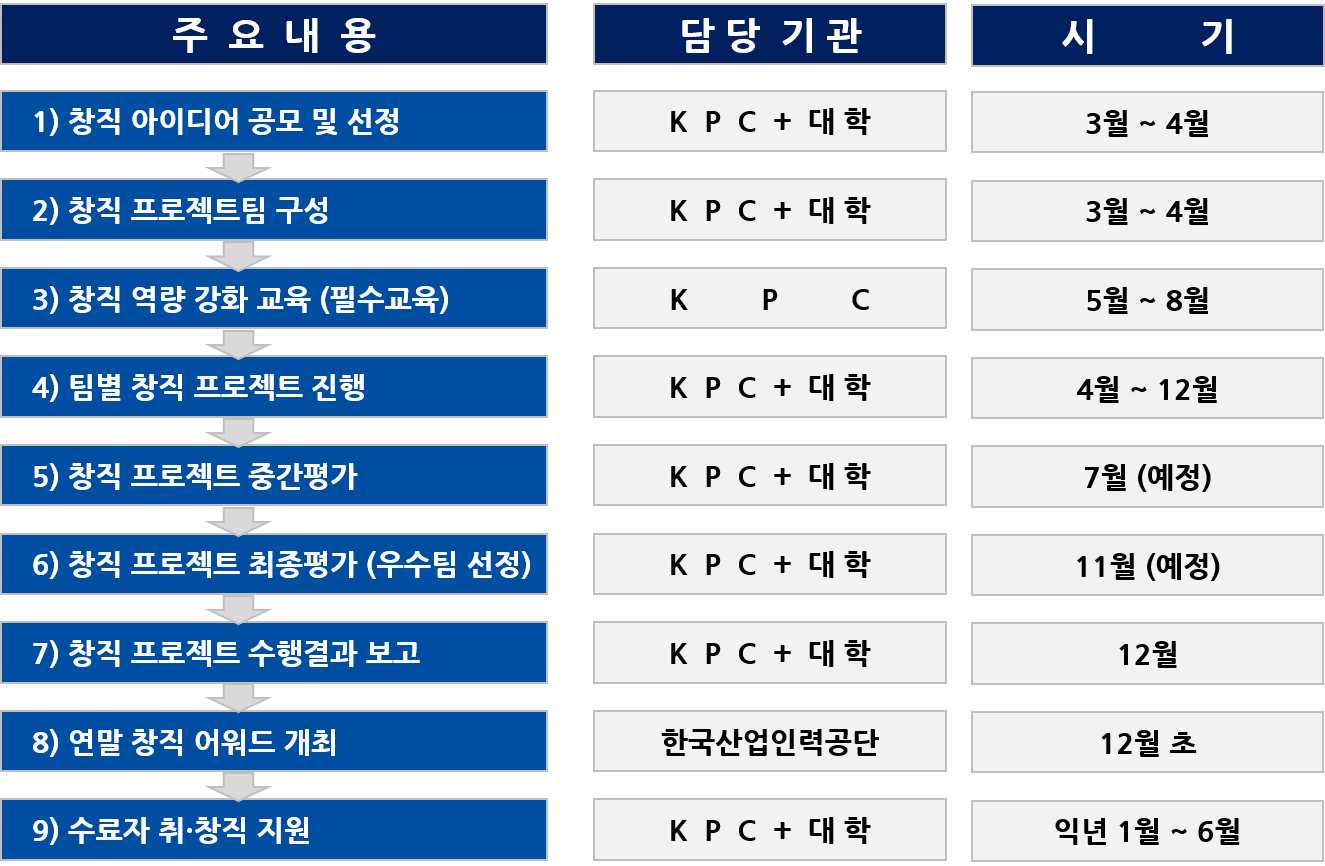 주 요 내 용 담 당 기 관 시 기
1) 창직 아이디어 공모 및 선정 K P C + 대 학 3월 ~ 4월
2) 창직 프로젝트팀 구성 K P C + 대 학 3월 ~ 4월
3) 창직 역량 강화 교육 (필수교육) K P C 5월 ~ 8월
4) 팀별 창직 프로젝트 진행 K P C + 대 학 4월 ~ 12월
5) 창직 프로젝트 중간평가 K P C + 대 학 7월 (예정)
6) 창직 프로젝트 최종평가 (우수팀 선정) K P C + 대 학 11월 (예정)
7) 창직 프로젝트 수행결과 보고 K P C + 대 학 12월
8) 연말 창직 어워드 개최 한국산업인력공단 12월 초
9) 수료자 취·창직 지원 K P C + 대 학 익년 1월 ~ 6월